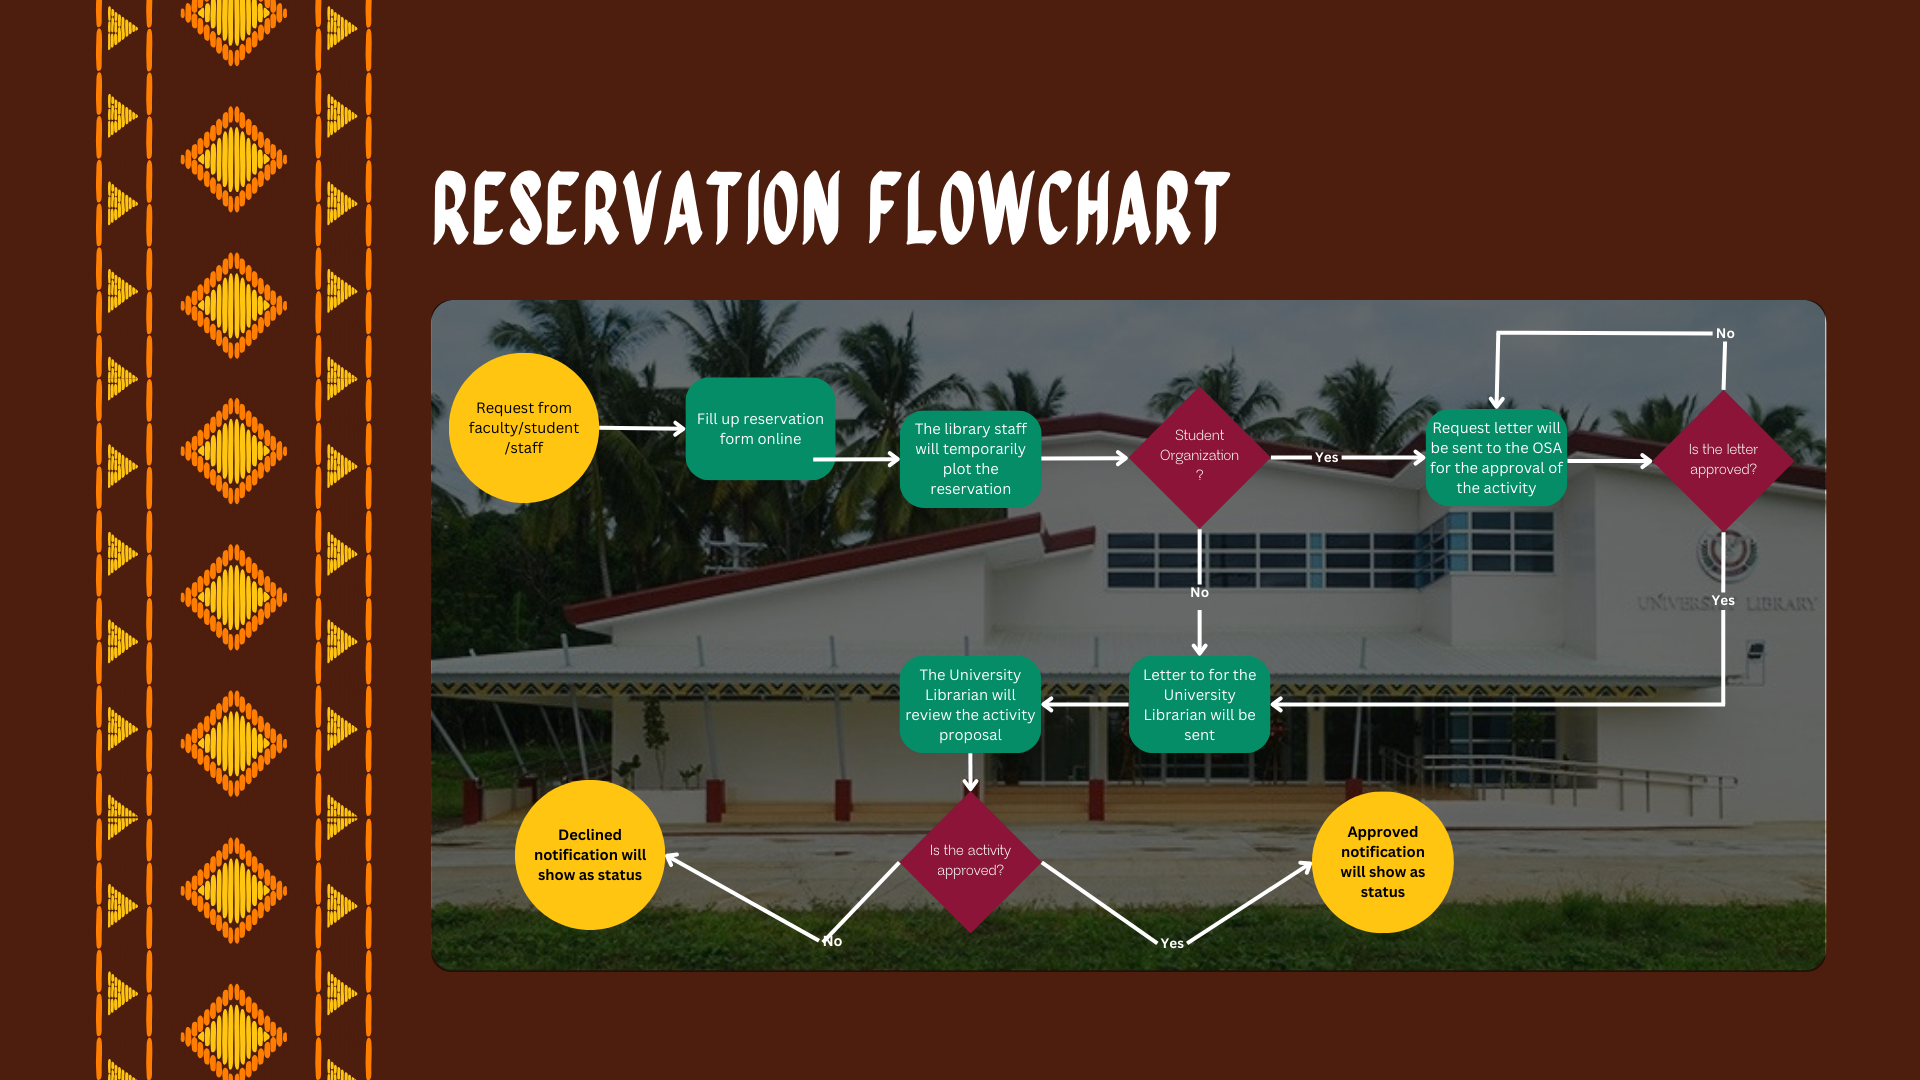 RESERVATION FLOWCHART
Request from
faculty/student
/staff
Fill up reservation
form online
The library staff
will temporarily
plot the
reservation
Student
Organization
?
Yes
Request letter will
be sent to the OSA
for the approval of
the activity
Is the letter
approved?
No
No
Yes
UNIVERSITY LIBRARY
The University
Librarian will
review the activity
proposal
Letter to for the
University
Librarian will be
sent
Declined
notification will
show as status
Is the activity
approved?
Approved
notification
will show as
status
No
Yes